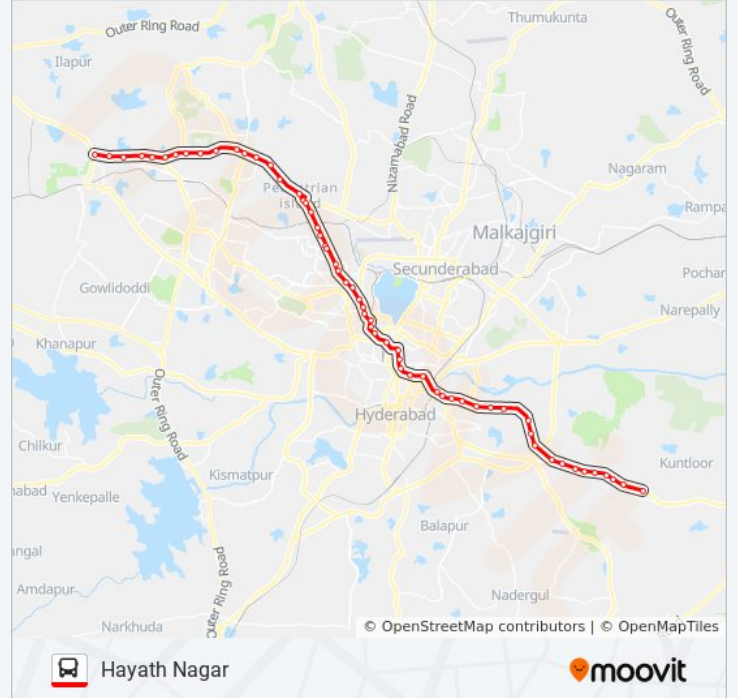 Thumukunta
Outer Ring Road
Outer Ring Road
Ilapur
Nizamabad Road
Nagaram
Pedestrian
island
Rampa
Malkajgiri
Secunderabad
Pochar
Gowlidoddi
Narepally
Khanapur
Outer Ring Road
Hyderabad
Chilkur
Kuntloor
Kismatpur
abad
Yenkepalle
Balapur
angal
Outer Ring Road
Amdapur
Nadergul
Narkhuda
© OpenStreetMap contributors | © OpenMapTiles
Hayath Nagar
moovit